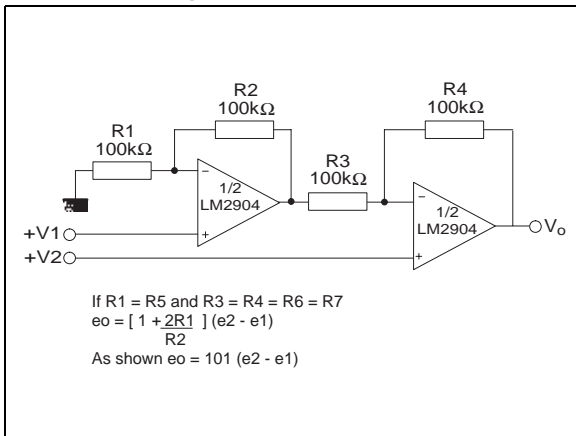 R2
100kΩ
R4
100kΩ
R1
100kΩ
R3
100kΩ
1/2
LM2904
1/2
LM2904
+V1
+V2
Vo
If R1 = R5 and R3 = R4 = R6 = R7
eo = [ 1 + 2R1 ] (e2 - e1)
R2
As shown eo = 101 (e2 - e1)